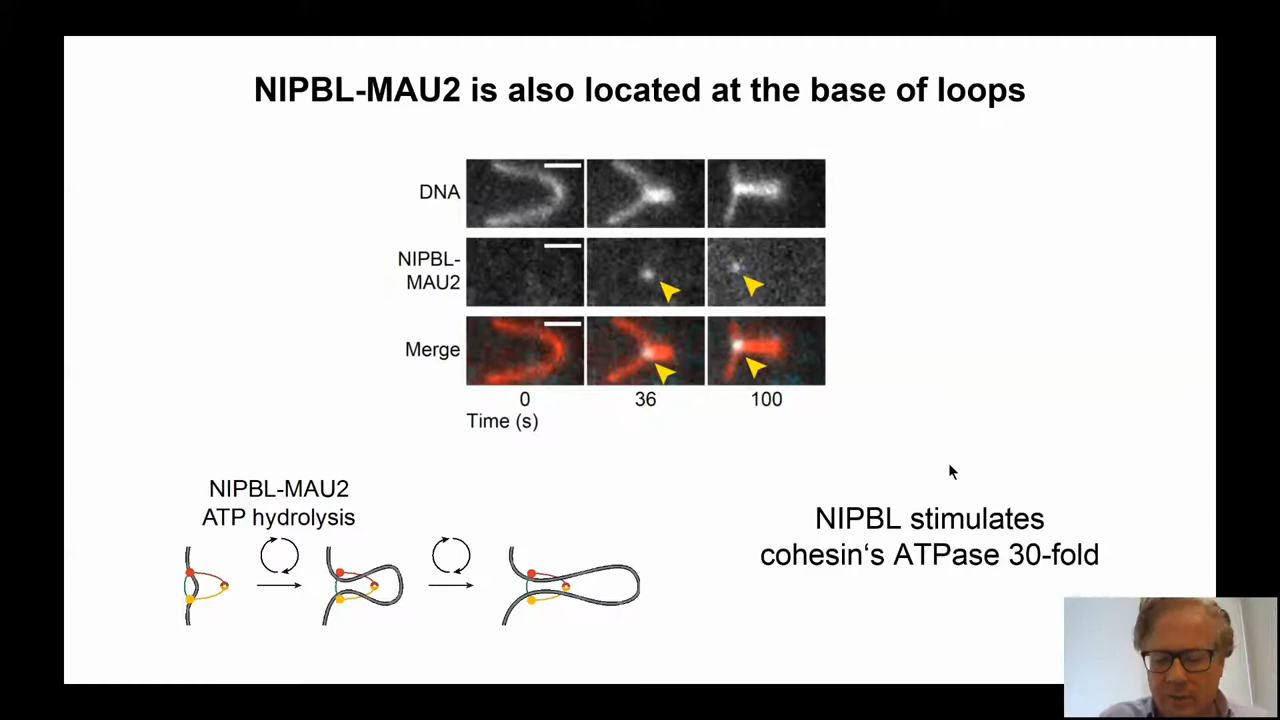 NIPBL-MAU2 is also located at the base of loops
DNA
NIPBL-
MAU2
Merge
0
36
100
Time (s)
NIPBL-MAU2
ATP hydrolysis
NIPBL stimulates
cohesin‘s ATPase 30-fold